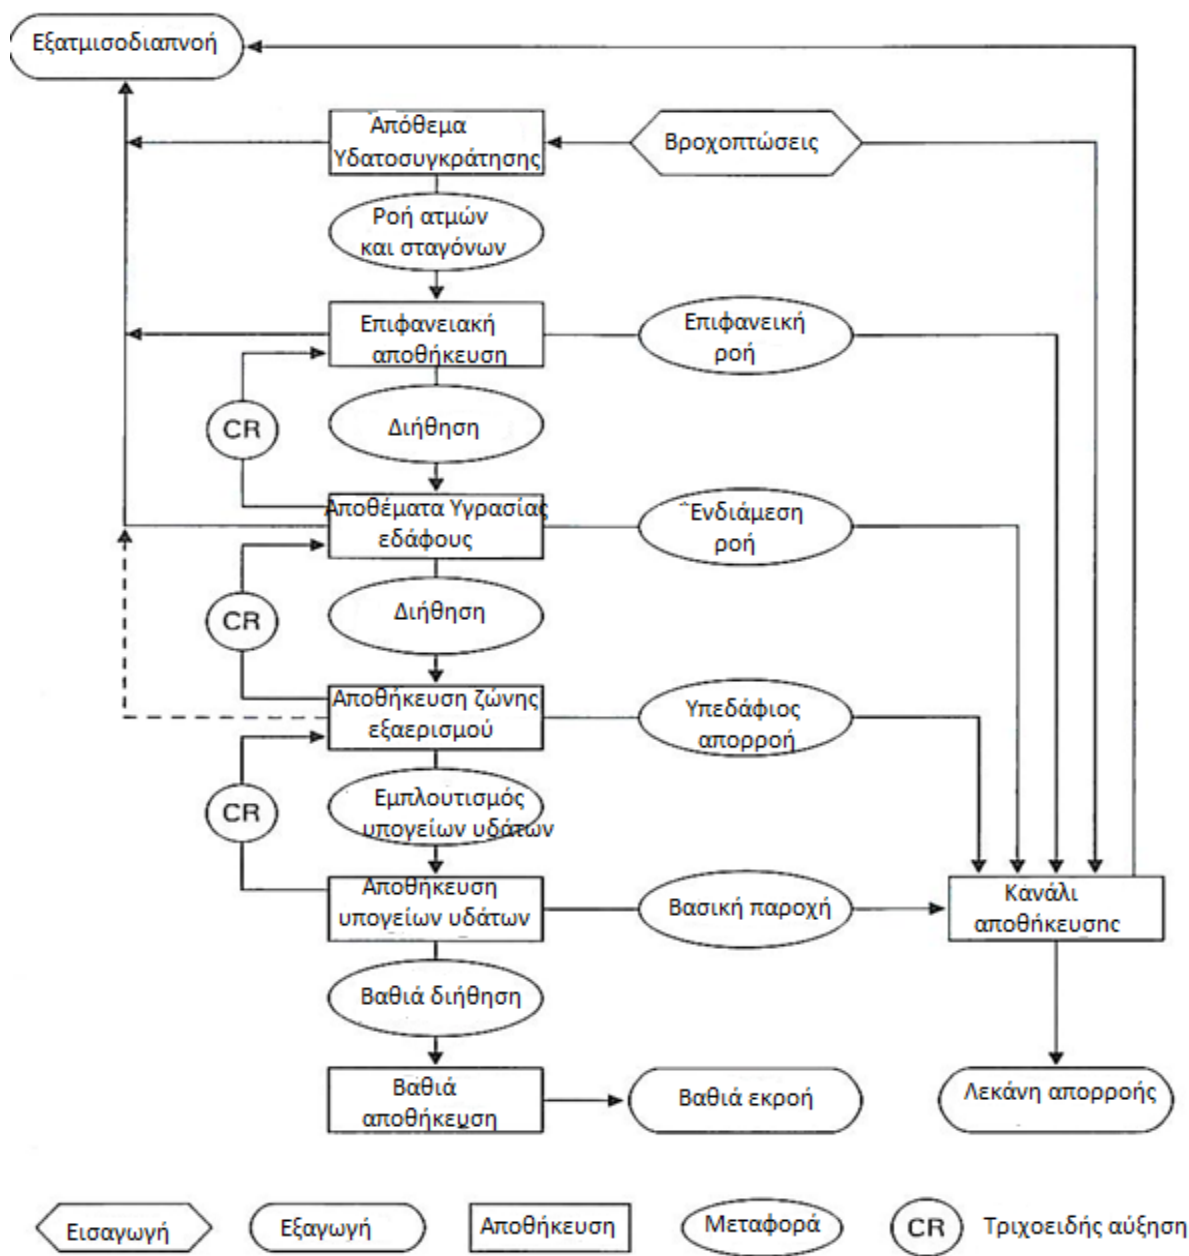 Εξατμισοδιαπνοή
Απόθεμα
Υδατοσυγκράτησης
Βροχοπτώσεις
Ροή ατμών
και σταγόνων
Επιφανειακή
αποθήκευση
Επιφανεική
ροή
CR
Διήθηση
Αποθέματα Υγρασίας
εδάφους
Ενδιάμεση
ροή
CR
Διήθηση
Αποθήκευση ζώνης
εξαερισμού
Υπεδάφιος
απορροή
CR
Εμπλουτισμός
υπογείων υδάτων
Αποθήκευση
υπογείων υδάτων
Βασική παροχή
Κανάλι
αποθήκευσης
Βαθιά διήθηση
Βαθιά
αποθήκευση
Βαθιά εκροή
Λεκάνη απορροής
Εισαγωγή
Εξαγωγή
Αποθήκευση
Μεταφορά
CR
Τριχοειδής αύξηση